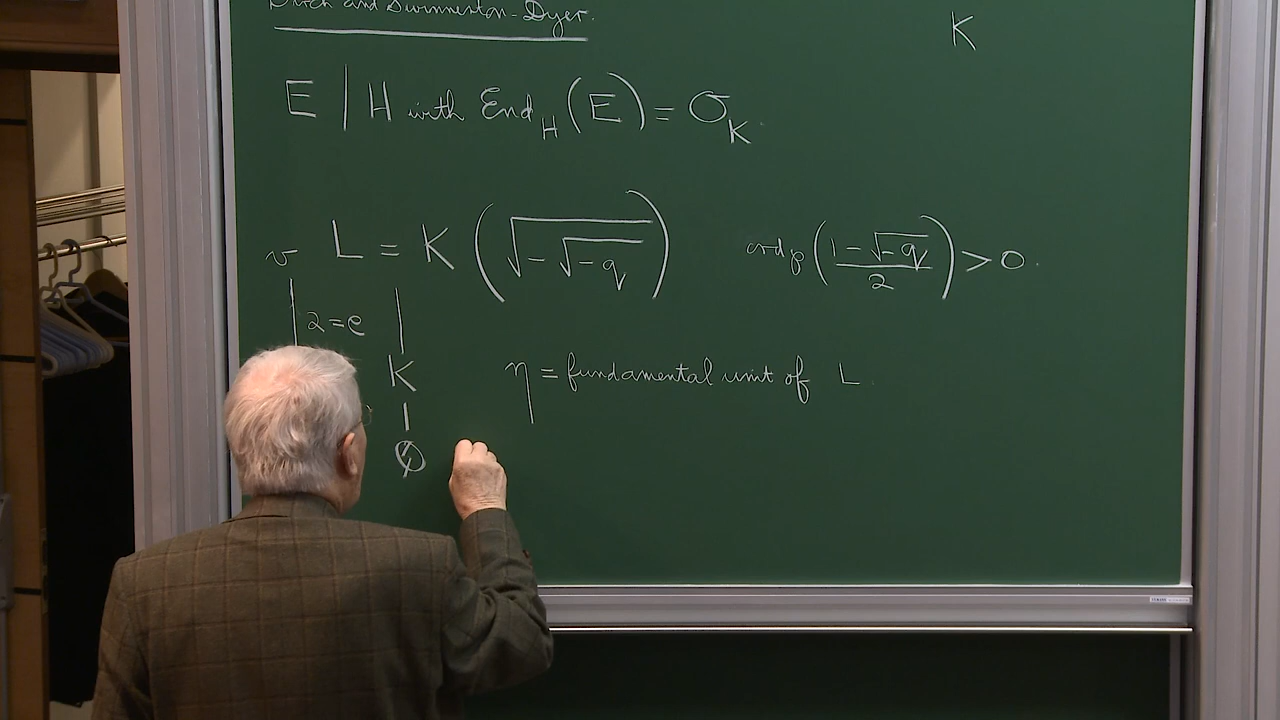 Birch and Swinnerton-Dyer.
K
E | H with End_H (E) = O_K.
v L = K (√(-√(-q))) ord_p ((1-√(-q))/2) > 0.
| 2=e |
K η = fundamental unit of L.
|
Q